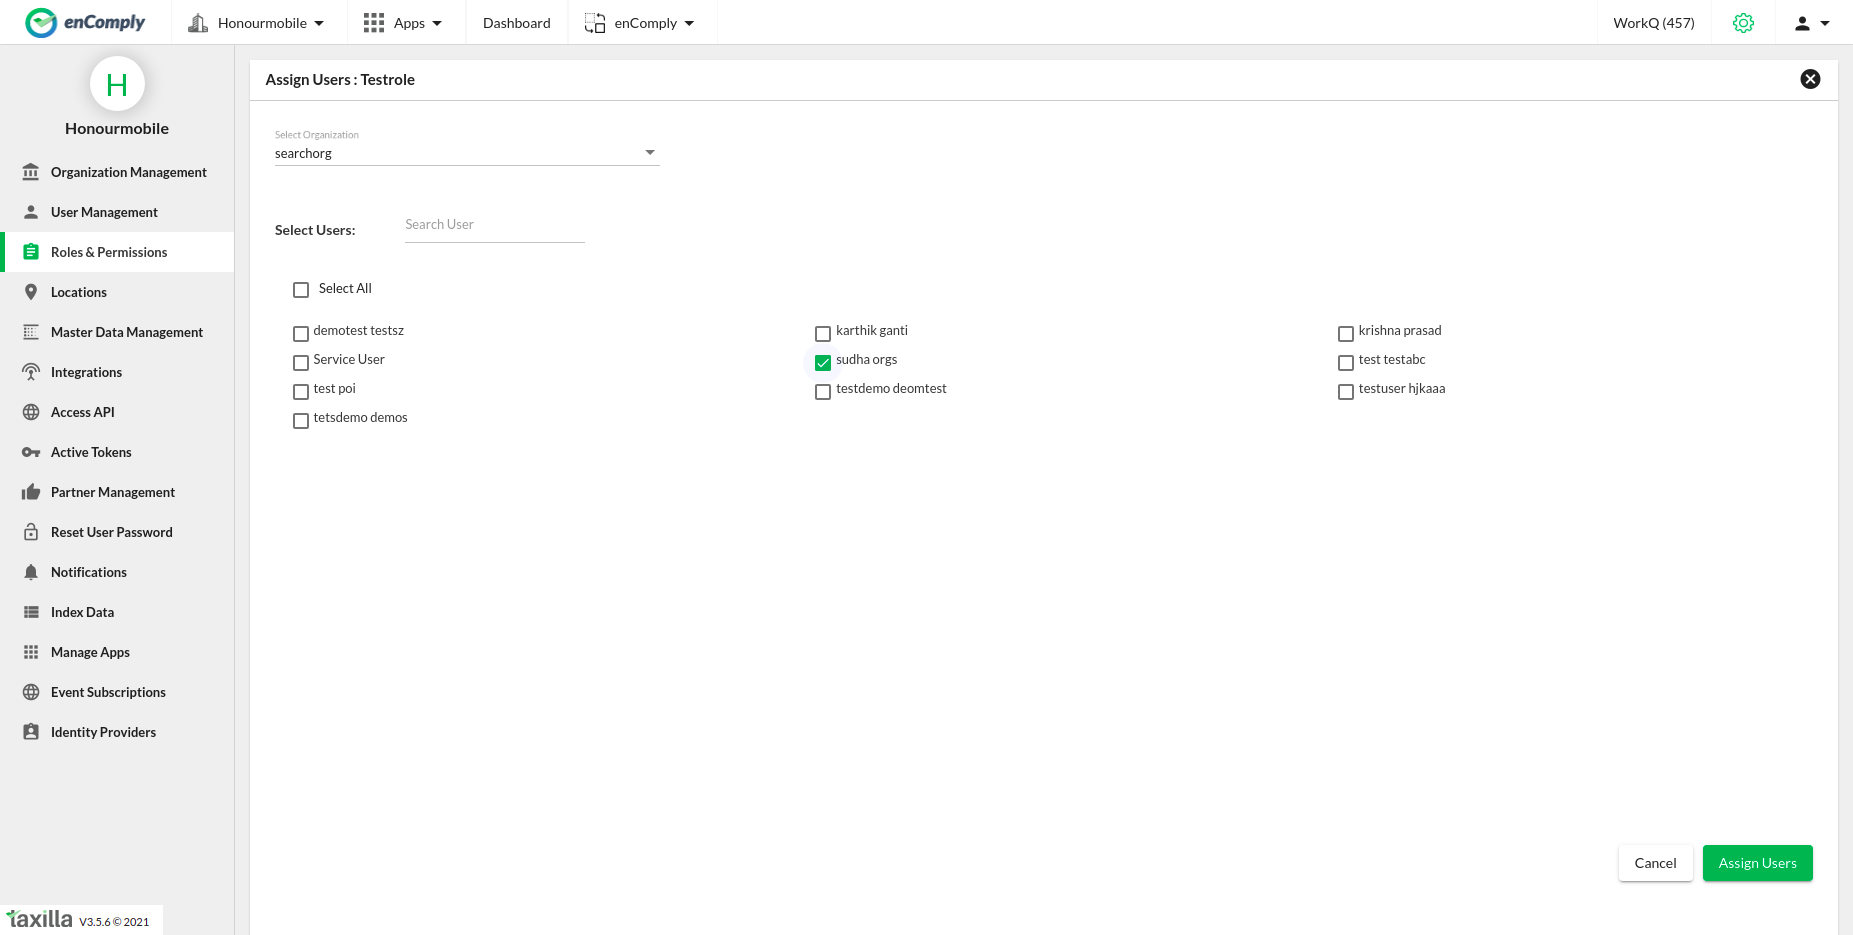 enComply
Honourmobile
Apps
Dashboard
enComply
WorkQ (457)
H
Honourmobile
Organization Management
User Management
Roles & Permissions
Locations
Master Data Management
Integrations
Access API
Active Tokens
Partner Management
Reset User Password
Notifications
Index Data
Manage Apps
Event Subscriptions
Identity Providers
taxilla V3.5.6 © 2021
Assign Users : Testrole
Select Organization
searchorg
Select Users:
Search User
Select All
demotest testsz
karthik ganti
krishna prasad
Service User
sudha orgs
test testabc
test poi
testdemo deomtest
testuser hjkaaa
tetsdemo demos
Cancel
Assign Users